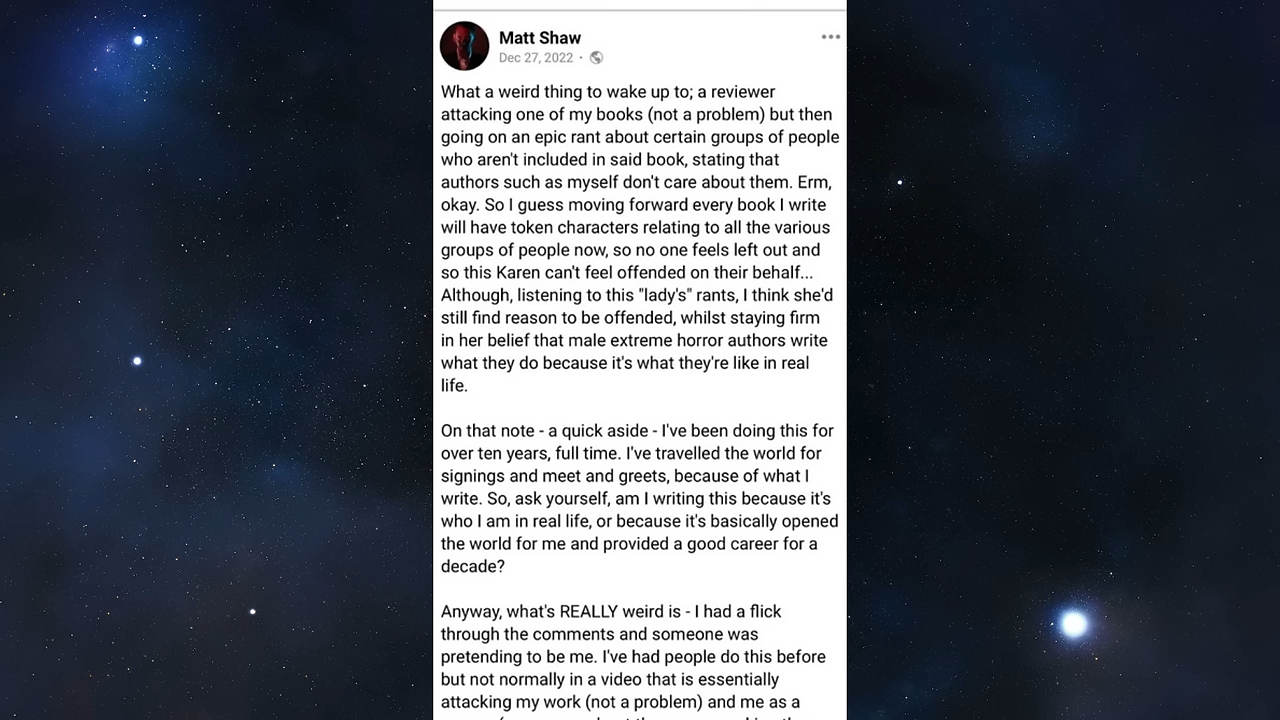 Matt Shaw
Dec 27, 2022 ·
What a weird thing to wake up to; a reviewer
attacking one of my books (not a problem) but then
going on an epic rant about certain groups of people
who aren't included in said book, stating that
authors such as myself don't care about them. Erm,
okay. So I guess moving forward every book I write
will have token characters relating to all the various
groups of people now, so no one feels left out and
so this Karen can't feel offended on their behalf...
Although, listening to this "lady's" rants, I think she'd
still find reason to be offended, whilst staying firm
in her belief that male extreme horror authors write
what they do because it's what they're like in real
life.
On that note - a quick aside - I've been doing this for
over ten years, full time. I've travelled the world for
signings and meet and greets, because of what I
write. So, ask yourself, am I writing this because it's
who I am in real life, or because it's basically opened
the world for me and provided a good career for a
decade?
Anyway, what's REALLY weird is - I had a flick
through the comments and someone was
pretending to be me. I've had people do this before
but not normally in a video that is essentially
attacking my work (not a problem) and me as a